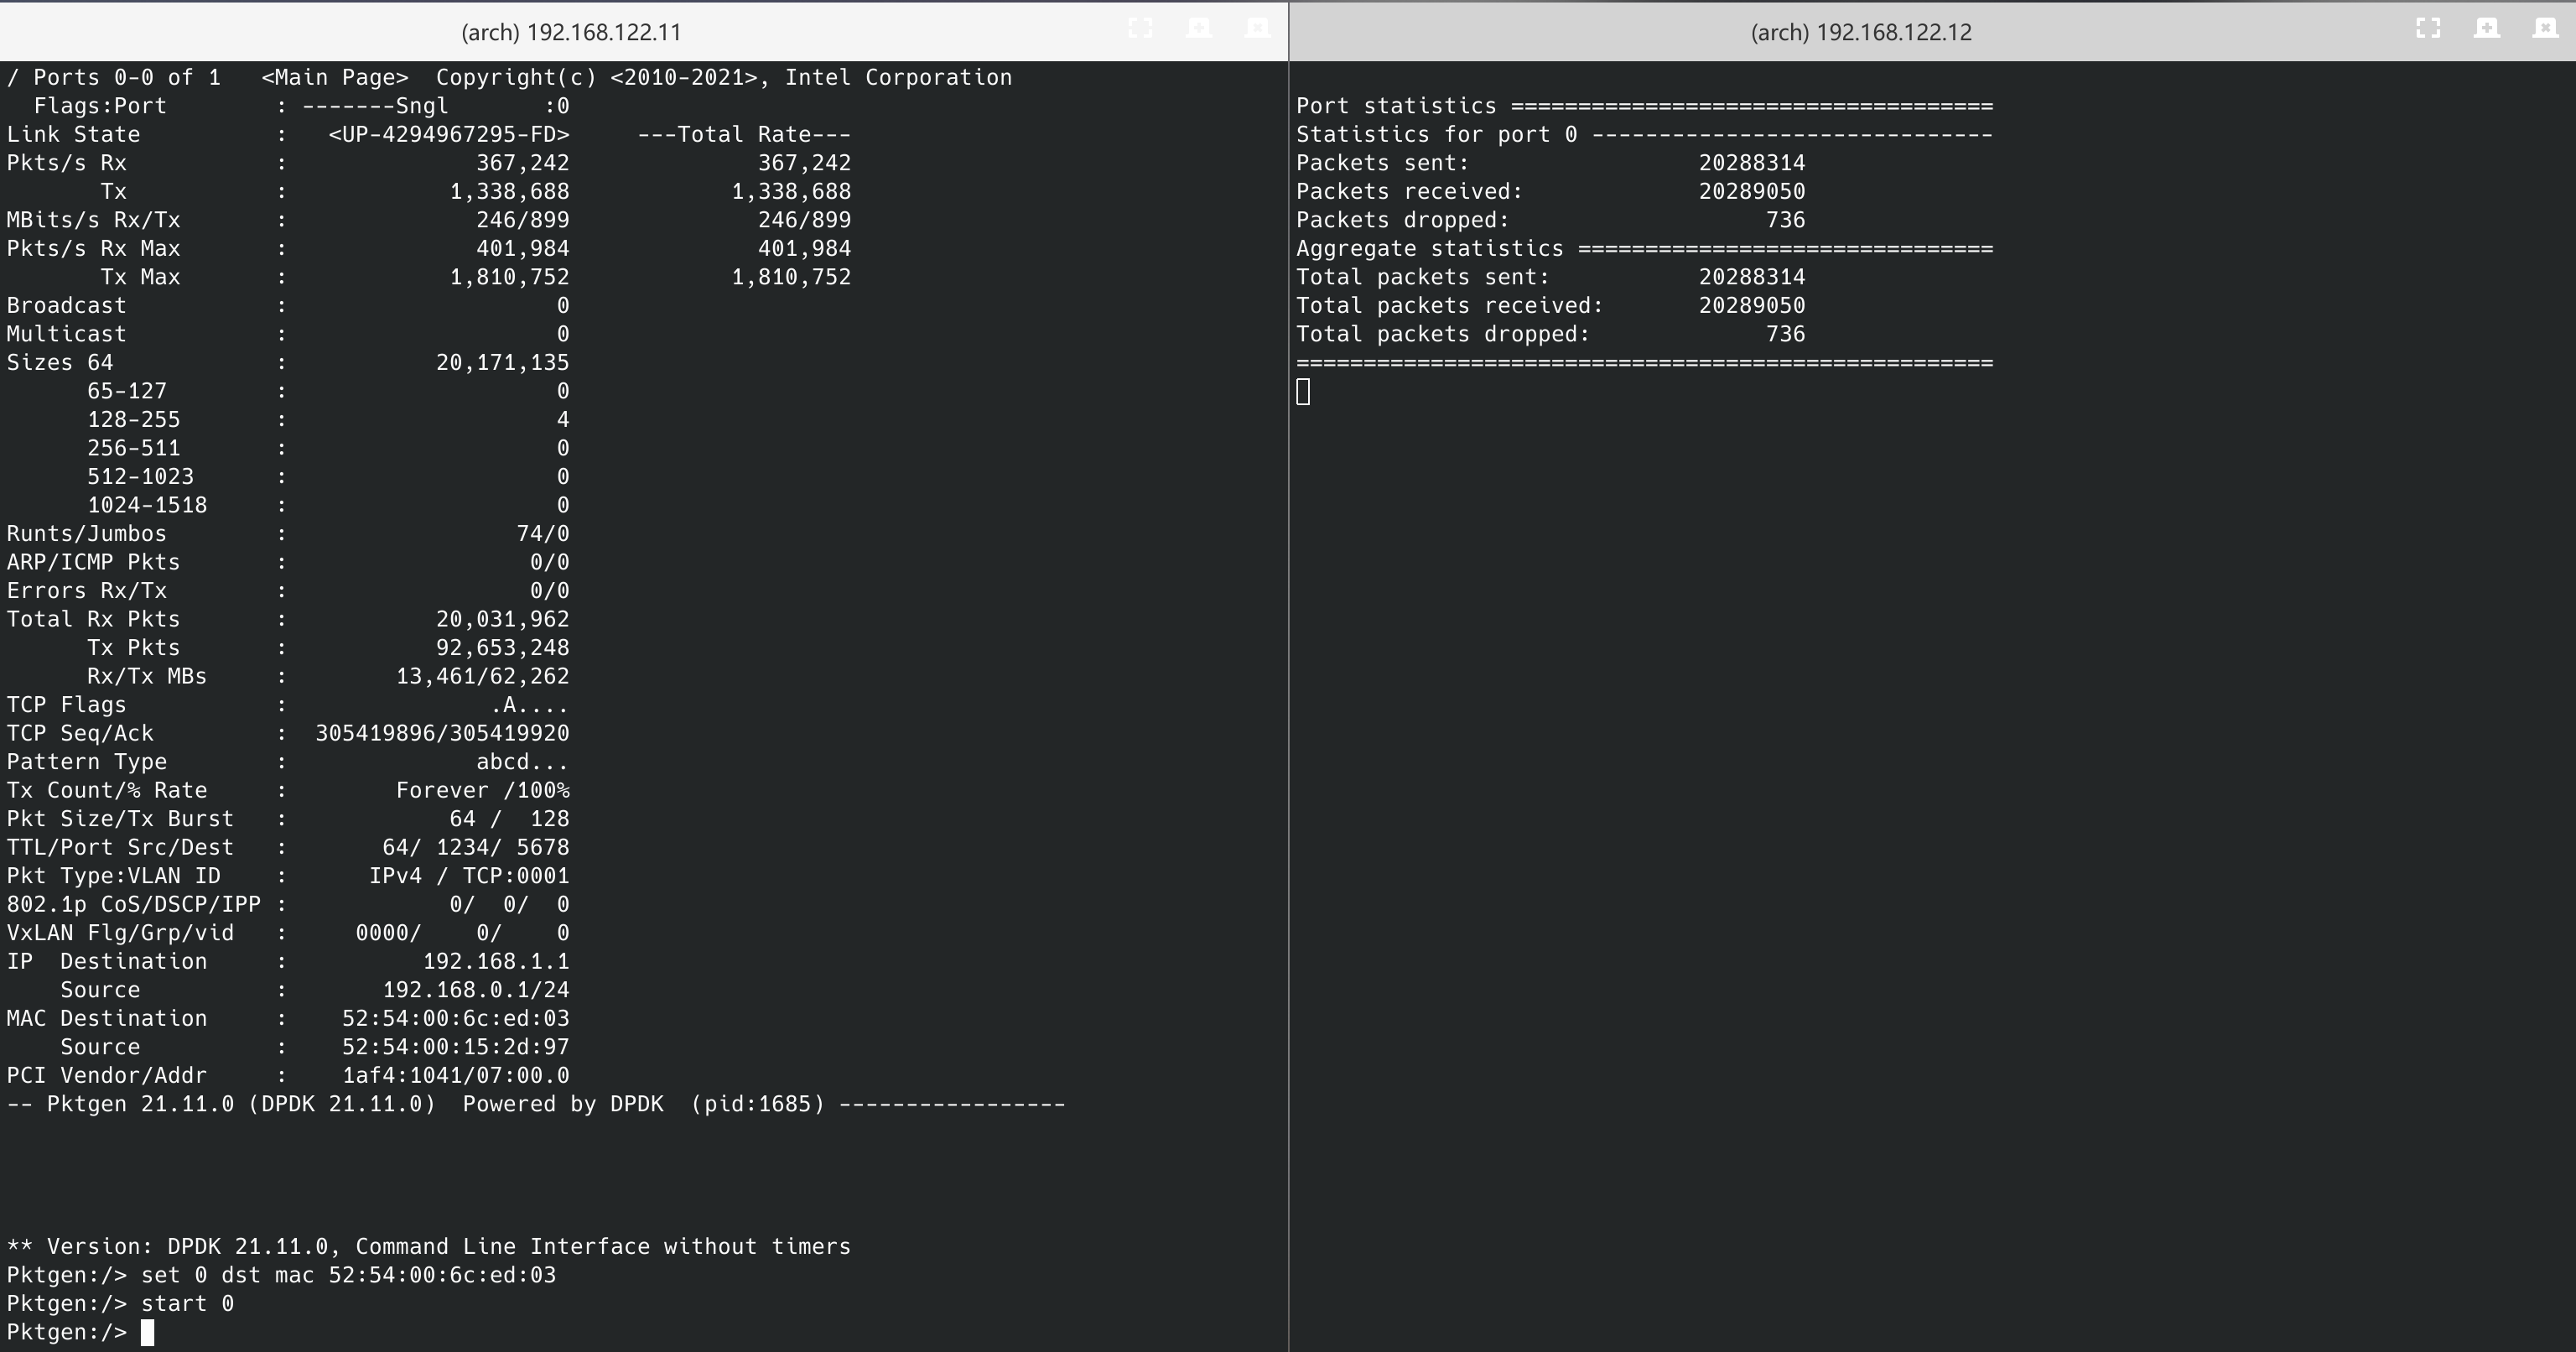 (arch) 192.168.122.11
/ Ports 0-0 of 1   <Main Page>  Copyright(c) <2010-2021>, Intel Corporation
  Flags:Port        : -------Sngl       :0
Link State          :   <UP-4294967295-FD>     ---Total Rate---
Pkts/s Rx           :              367,242              367,242
       Tx           :            1,338,688            1,338,688
MBits/s Rx/Tx       :              246/899              246/899
Pkts/s Rx Max       :              401,984              401,984
       Tx Max       :            1,810,752            1,810,752
Broadcast           :                    0
Multicast           :                    0
Sizes 64            :           20,171,135
      65-127        :                    0
      128-255       :                    4
      256-511       :                    0
      512-1023      :                    0
      1024-1518     :                    0
Runts/Jumbos        :                 74/0
ARP/ICMP Pkts       :                  0/0
Errors Rx/Tx        :                  0/0
Total Rx Pkts       :           20,031,962
      Tx Pkts       :           92,653,248
      Rx/Tx MBs     :        13,461/62,262
TCP Flags           :               .A....
TCP Seq/Ack         :  305419896/305419920
Pattern Type        :              abcd...
Tx Count/% Rate     :        Forever /100%
Pkt Size/Tx Burst   :            64 /  128
TTL/Port Src/Dest   :       64/ 1234/ 5678
Pkt Type:VLAN ID    :      IPv4 / TCP:0001
802.1p CoS/DSCP/IPP :            0/  0/  0
VxLAN Flg/Grp/vid   :     0000/    0/    0
IP  Destination     :          192.168.1.1
    Source          :       192.168.0.1/24
MAC Destination     :    52:54:00:6c:ed:03
    Source          :    52:54:00:15:2d:97
PCI Vendor/Addr     :    1af4:1041/07:00.0
-- Pktgen 21.11.0 (DPDK 21.11.0)  Powered by DPDK  (pid:1685) -----------------
** Version: DPDK 21.11.0, Command Line Interface without timers
Pktgen:/> set 0 dst mac 52:54:00:6c:ed:03
Pktgen:/> start 0
Pktgen:/>
(arch) 192.168.122.12
Port statistics ====================================
Statistics for port 0 ------------------------------
Packets sent:                 20288314
Packets received:             20289050
Packets dropped:                   736
Aggregate statistics ===============================
Total packets sent:           20288314
Total packets received:       20289050
Total packets dropped:             736
====================================================